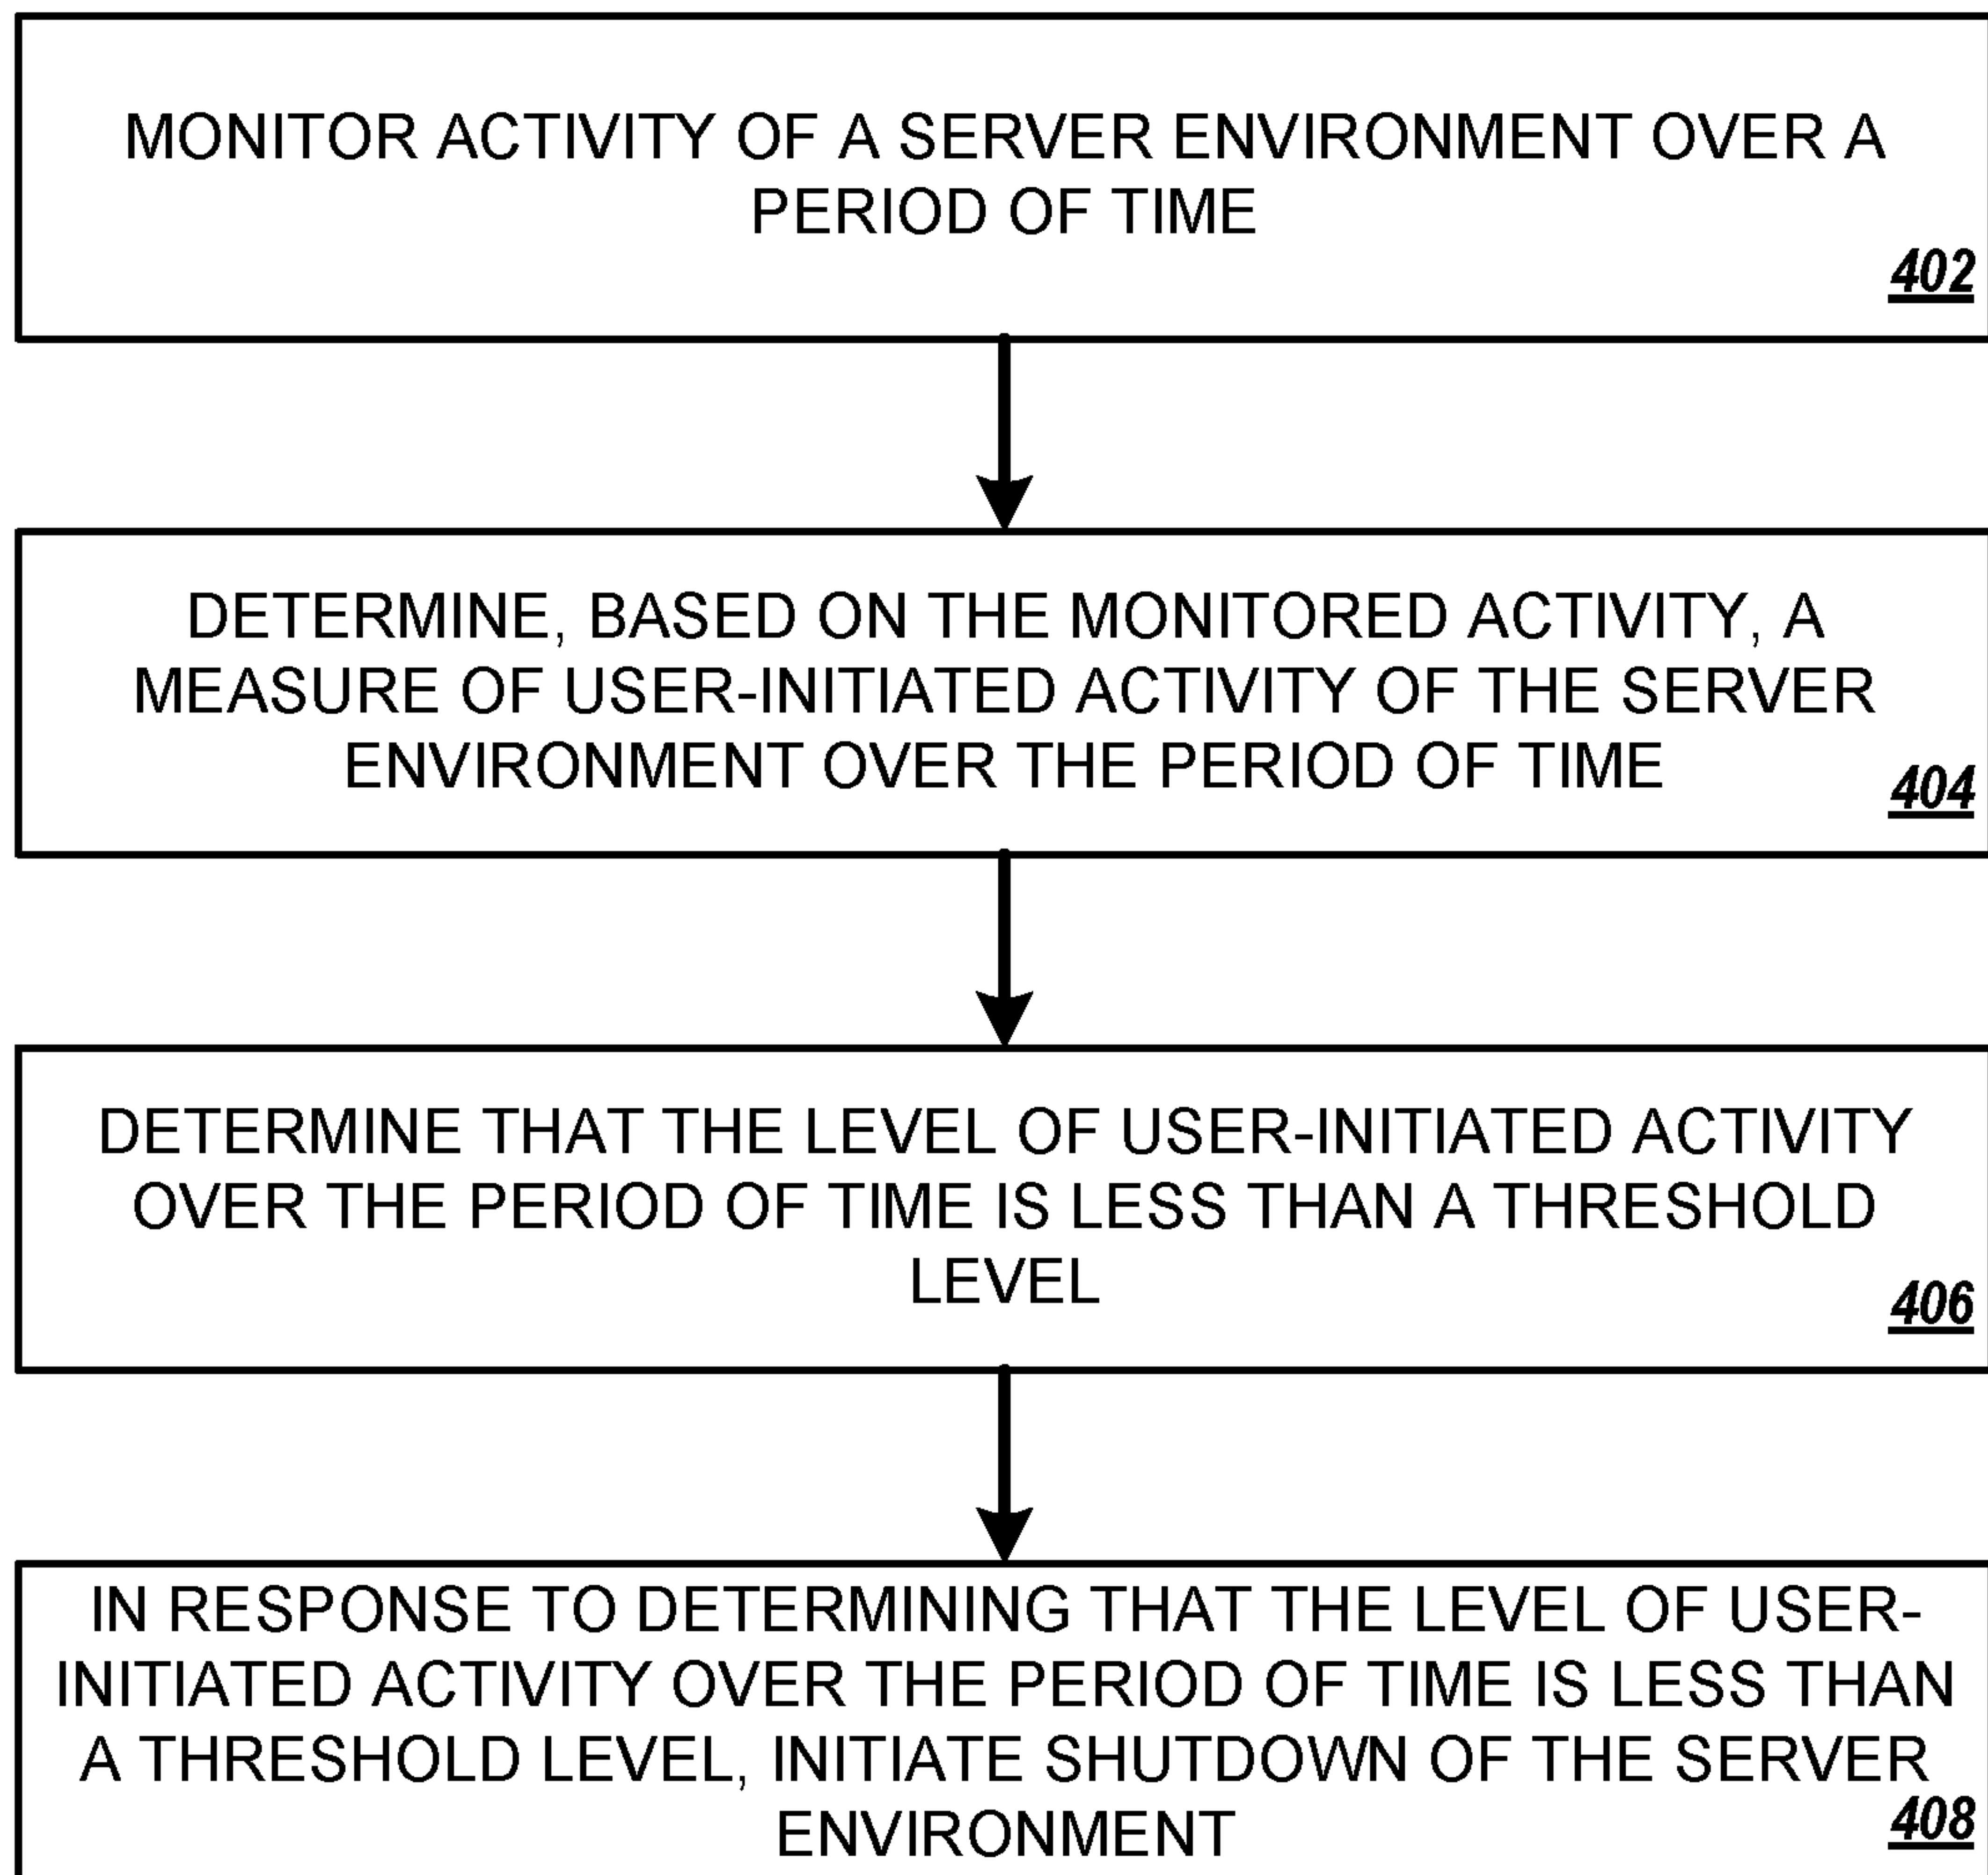 MONITOR ACTIVITY OF A SERVER ENVIRONMENT OVER A
PERIOD OF TIME
402
DETERMINE, BASED ON THE MONITORED ACTIVITY, A
MEASURE OF USER-INITIATED ACTIVITY OF THE SERVER
ENVIRONMENT OVER THE PERIOD OF TIME
404
DETERMINE THAT THE LEVEL OF USER-INITIATED ACTIVITY
OVER THE PERIOD OF TIME IS LESS THAN A THRESHOLD
LEVEL
406
IN RESPONSE TO DETERMINING THAT THE LEVEL OF USER-
INITIATED ACTIVITY OVER THE PERIOD OF TIME IS LESS THAN
A THRESHOLD LEVEL, INITIATE SHUTDOWN OF THE SERVER
ENVIRONMENT
408